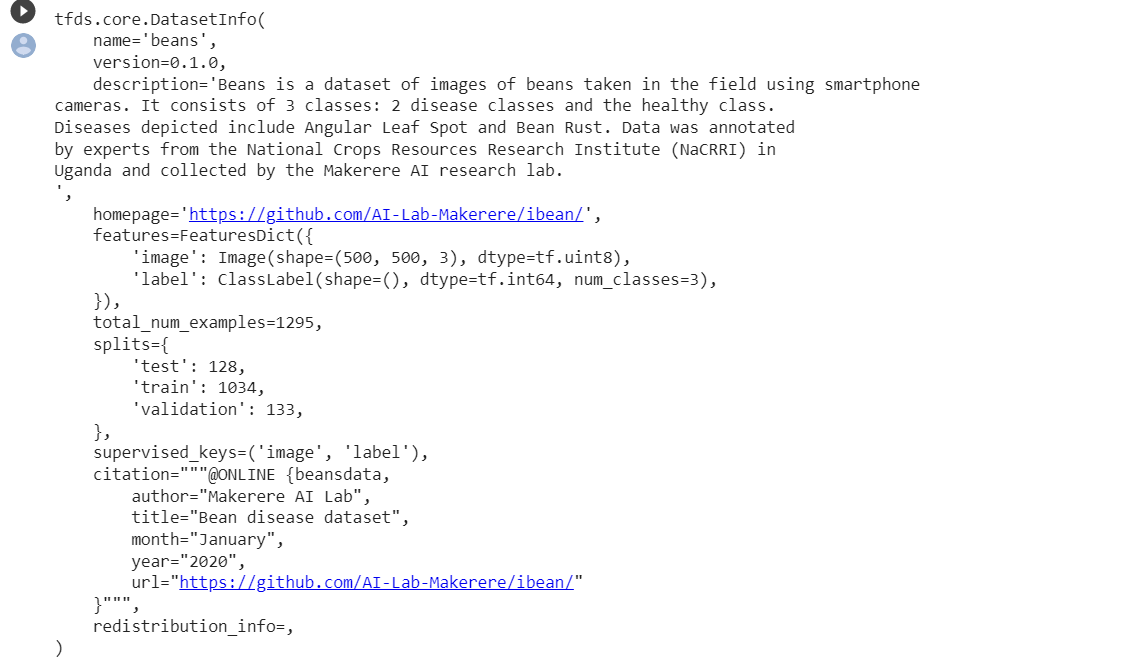 tfds.core.DatasetInfo(
    name='beans',
    version=0.1.0,
    description='Beans is a dataset of images of beans taken in the field using smartphone
cameras. It consists of 3 classes: 2 disease classes and the healthy class.
Diseases depicted include Angular Leaf Spot and Bean Rust. Data was annotated
by experts from the National Crops Resources Research Institute (NaCRRI) in
Uganda and collected by the Makerere AI research lab.
',
    homepage='https://github.com/AI-Lab-Makerere/ibean/',
    features=FeaturesDict({
        'image': Image(shape=(500, 500, 3), dtype=tf.uint8),
        'label': ClassLabel(shape=(), dtype=tf.int64, num_classes=3),
    }),
    total_num_examples=1295,
    splits={
        'test': 128,
        'train': 1034,
        'validation': 133,
    },
    supervised_keys=('image', 'label'),
    citation="""@ONLINE {beansdata,
        author="Makerere AI Lab",
        title="Bean disease dataset",
        month="January",
        year="2020",
        url="https://github.com/AI-Lab-Makerere/ibean/"
    }""",
    redistribution_info=,
)